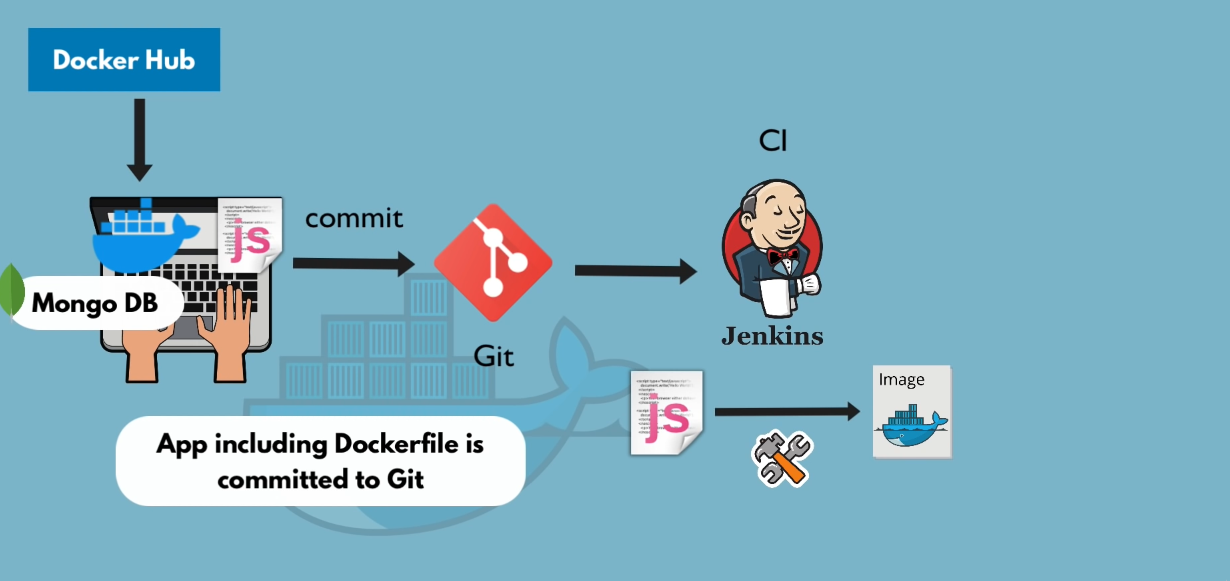 Docker Hub
CI
commit
js
Mongo DB
Jenkins
Git
Image
js
App including Dockerfile is
committed to Git